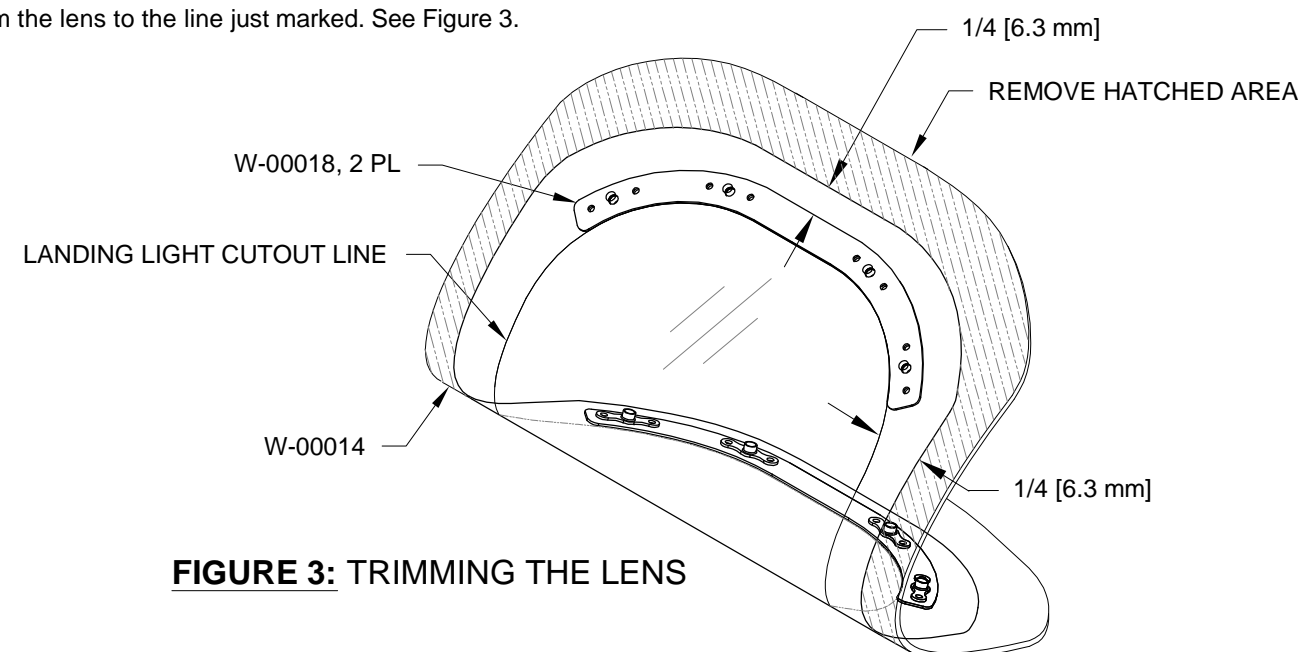 the lens to the line just marked. See Figure 3.
1/4 [6.3 mm]
REMOVE HATCHED AREA
W-00018, 2 PL
LANDING LIGHT CUTOUT LINE
W-00014
1/4 [6.3 mm]
FIGURE 3: TRIMMING THE LENS